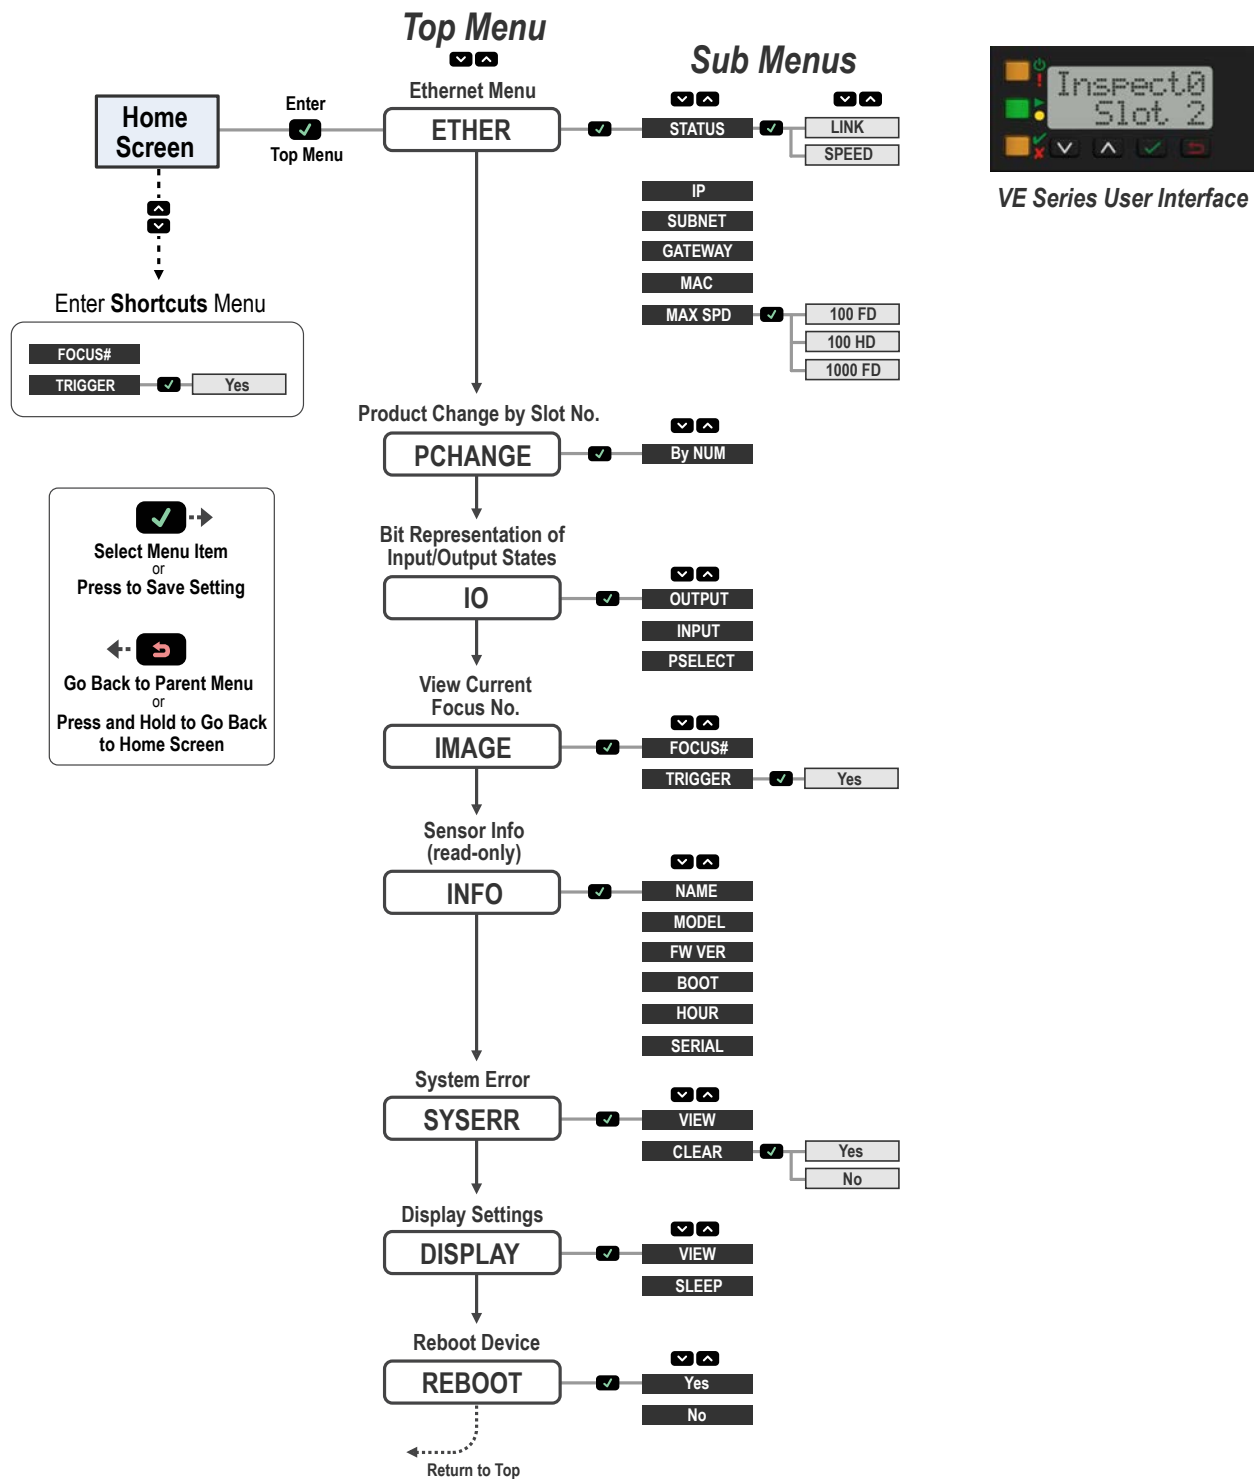 Top Menu
Sub Menus
Ethernet Menu
Home
Screen
Enter
Top Menu
ETHER
STATUS
LINK
SPEED
IP
SUBNET
GATEWAY
MAC
MAX SPD
100 FD
100 HD
1000 FD
Inspect0
Slot 2
VE Series User Interface
Enter Shortcuts Menu
FOCUS#
TRIGGER
Yes
Product Change by Slot No.
PCHANGE
By NUM
Select Menu Item
or
Press to Save Setting
Go Back to Parent Menu
or
Press and Hold to Go Back
to Home Screen
Bit Representation of
Input/Output States
IO
OUTPUT
INPUT
PSELECT
View Current
Focus No.
IMAGE
FOCUS#
TRIGGER
Yes
Sensor Info
(read-only)
INFO
NAME
MODEL
FW VER
BOOT
HOUR
SERIAL
System Error
SYSERR
VIEW
CLEAR
Yes
No
Display Settings
DISPLAY
VIEW
SLEEP
Reboot Device
REBOOT
Yes
No
Return to Top